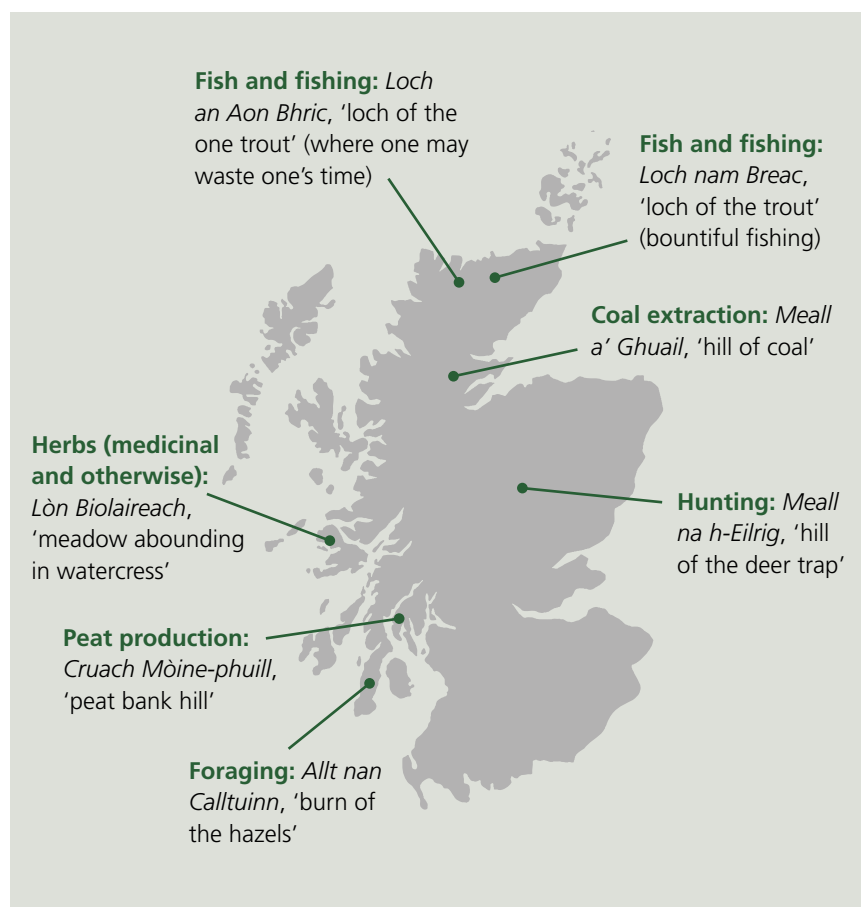 Fish and fishing: Loch
an Aon Bhric, ‘loch of the
one trout’ (where one may
waste one’s time)
Fish and fishing:
Loch nam Breac,
‘loch of the trout’
(bountiful fishing)
Coal extraction: Meall
a’ Ghuail, ‘hill of coal’
Herbs (medicinal
and otherwise):
Lòn Biolaireach,
‘meadow abounding
in watercress’
Hunting: Meall
na h-Eilrig, ‘hill
of the deer trap’
Peat production:
Cruach Mòine-phuill,
‘peat bank hill’
Foraging: Allt nan
Calltuinn, ‘burn of
the hazels’